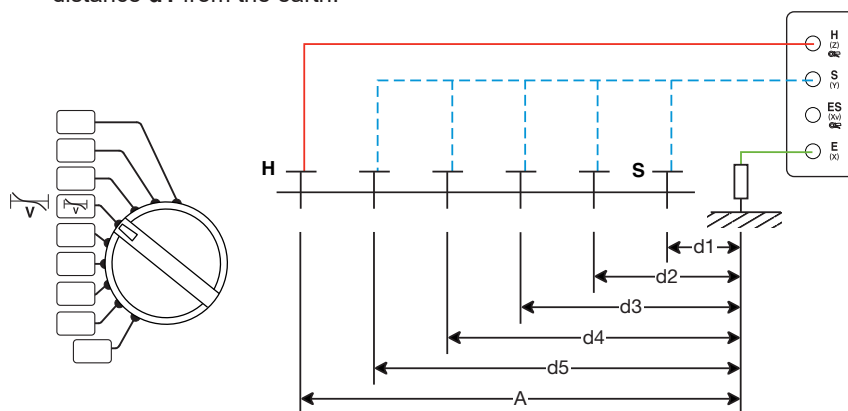 distance d1 from the earth.
H
(Z)
S
(Y)
ES
(Xv)
E
(X)
H
S
V
V
d1
d2
d3
d4
d5
A